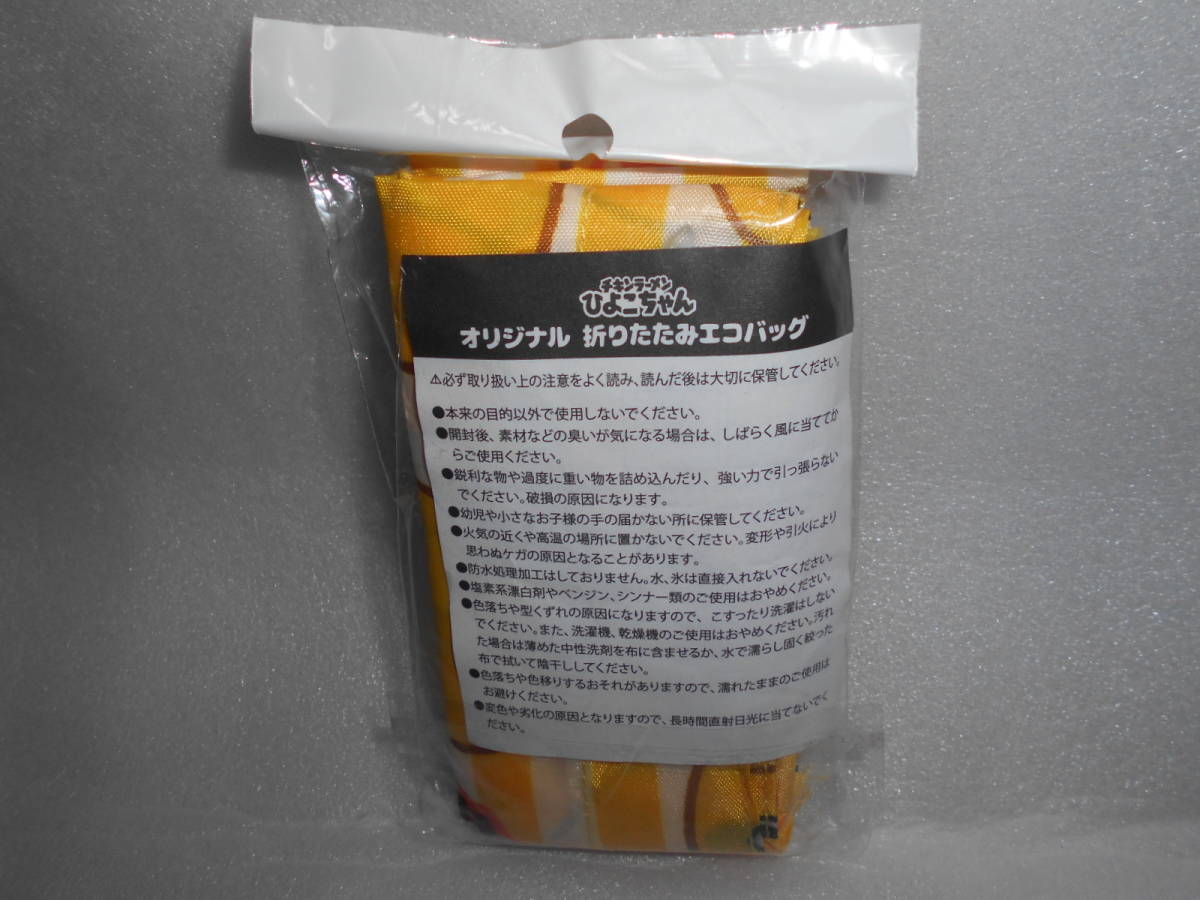 チキンラーメン
ひよこちゃん
オリジナル 折りたたみエコバッグ
⚠必ず取り扱い上の注意をよく読み、読んだ後は大切に保管してください。
●本来の目的以外で使用しないでください。
●開封後、素材などの臭いが気になる場合は、しばらく風に当ててか
らご使用ください。
●鋭利な物や過度に重い物を詰め込んだり、強い力で引っ張らない
でください。破損の原因になります。
●幼児や小さなお子様の手の届かない所に保管してください。
●火気の近くや高温の場所に置かないでください。変形や引火により
思わぬケガの原因となることがあります。
●防水処理加工はしておりません。水、氷は直接入れないでください。
●塩素系漂白剤やベンジン、シンナー類のご使用はおやめください。
●色落ちや型くずれの原因になりますので、こすったり洗濯はしない
でください。また、洗濯機、乾燥機のご使用はおやめください。汚れ
た場合は薄めた中性洗剤を布に含ませるか、水で濡らし固く絞った
布で拭いて陰干ししてください。
●色落ちや色移りするおそれがありますので、濡れたままのご使用は
お避けください。
●変色や劣化の原因となりますので、長時間直射日光に当てないでく
ださい。